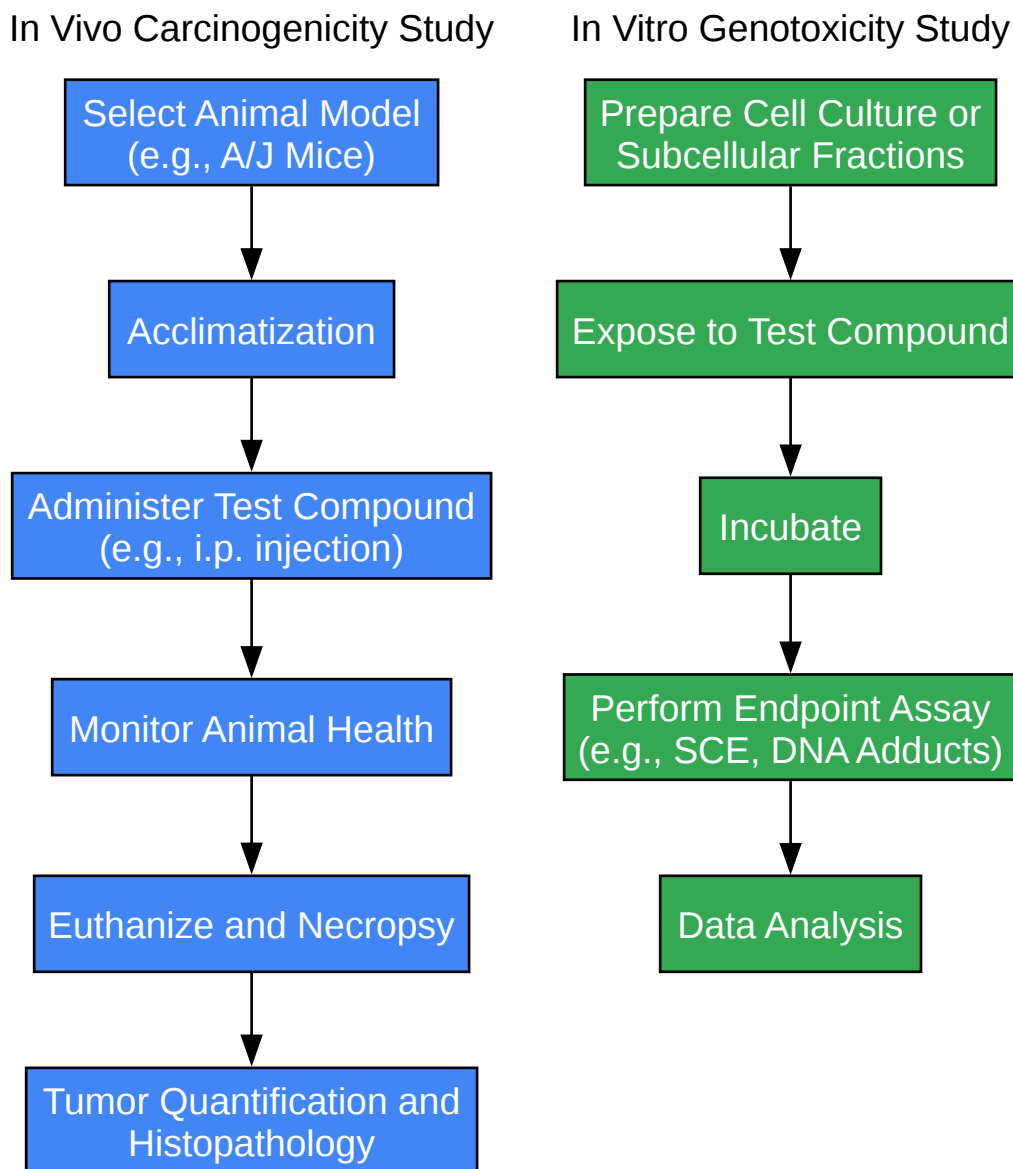 In Vivo Carcinogenicity Study
Select Animal Model
(e.g., A/J Mice)
Acclimatization
Administer Test Compound
(e.g., i.p. injection)
Monitor Animal Health
Euthanize and Necropsy
Tumor Quantification and
Histopathology
In Vitro Genotoxicity Study
Prepare Cell Culture or
Subcellular Fractions
Expose to Test Compound
Incubate
Perform Endpoint Assay
(e.g., SCE, DNA Adducts)
Data Analysis